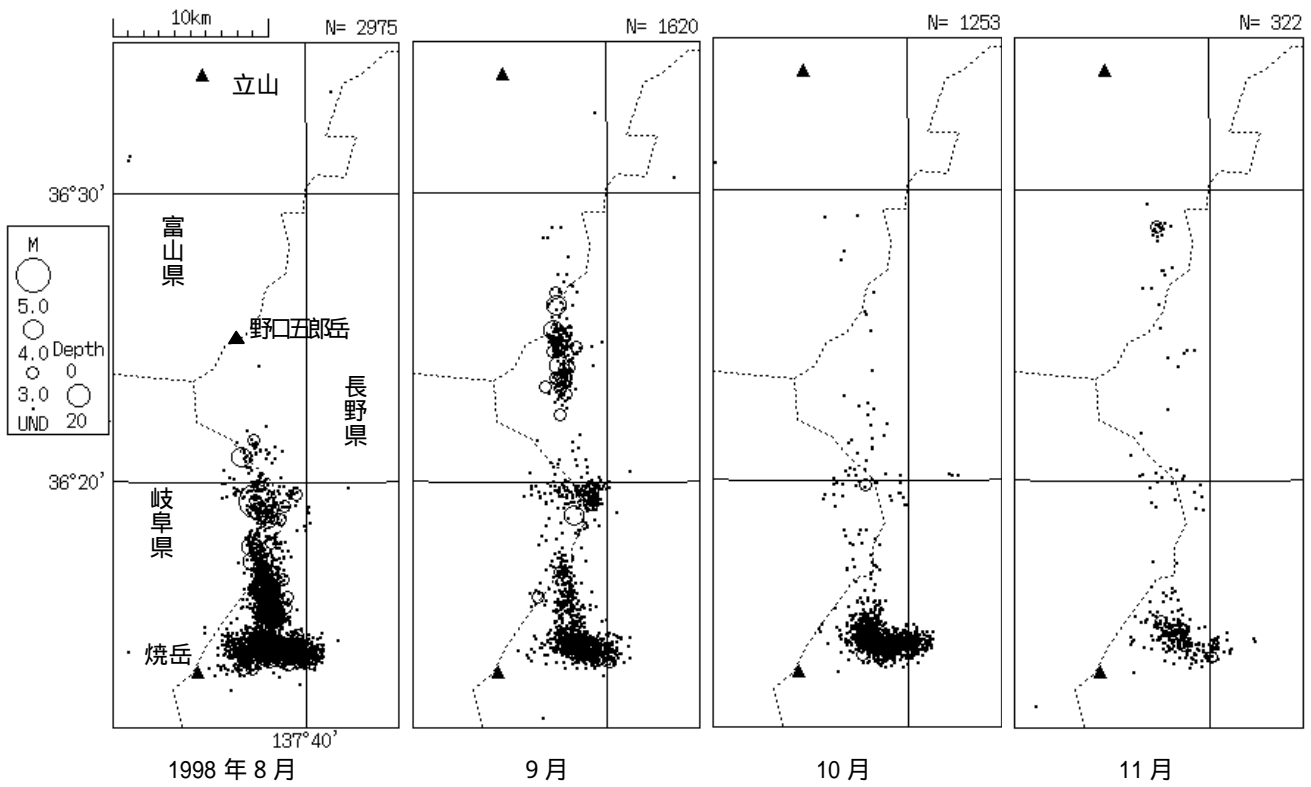 10km
N= 2975
N= 1620
N= 1253
N= 322
立山
36°30'
富山県
M
5.0
4.0
3.0
UND
Depth
0
20
野口五郎岳
長野県
36°20'
岐阜県
焼岳
137°40'
1998 年 8 月
9 月
10 月
11 月